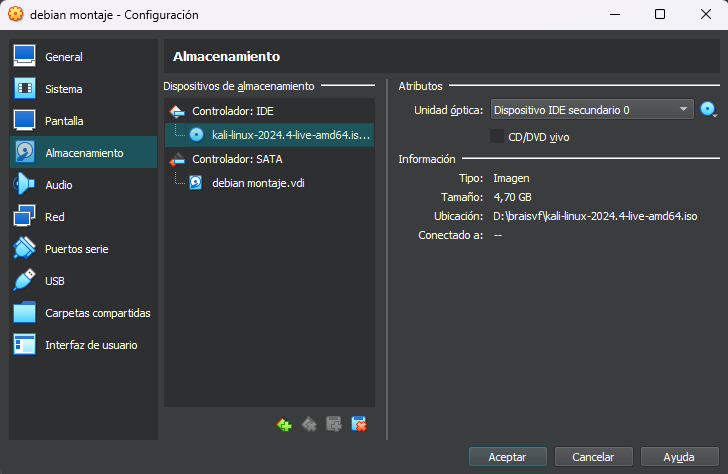 debian montaje - Configuración
General
Sistema
Pantalla
Almacenamiento
Audio
Red
Puertos serie
USB
Carpetas compartidas
Interfaz de usuario
Almacenamiento
Dispositivos de almacenamiento
Controlador: IDE
kali-linux-2024.4-live-amd64.is...
Controlador: SATA
debian montaje.vdi
Atributos
Unidad óptica: Dispositivo IDE secundario 0
CD/DVD vivo
Información
Tipo: Imagen
Tamaño: 4,70 GB
Ubicación: D:\braisvf\kali-linux-2024.4-live-amd64.iso
Conectado a: --
Aceptar
Cancelar
Ayuda